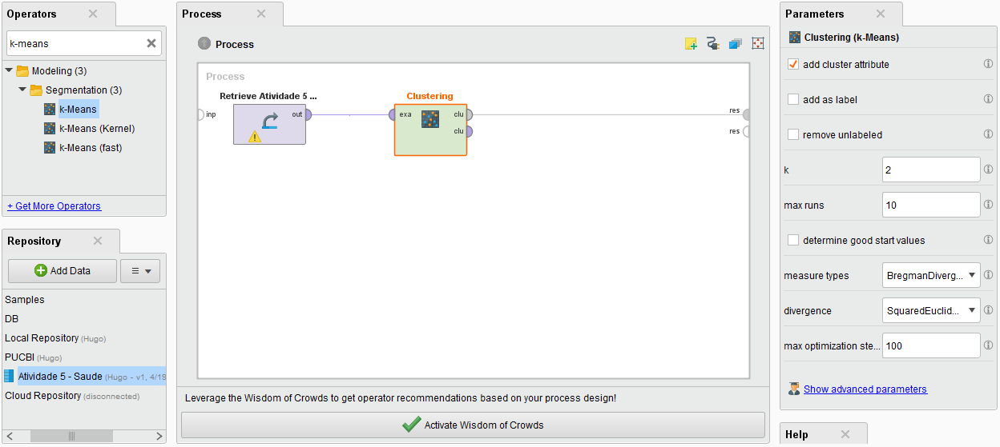 Operators
k-means
Modeling (3)
Segmentation (3)
k-Means
k-Means (Kernel)
k-Means (fast)
+ Get More Operators
Repository
Add Data
Samples
DB
Local Repository (Hugo)
PUCBI (Hugo)
Atividade 5 - Saude (Hugo - v1, 4/19
Cloud Repository (disconnected)
Process
Process
Process
Retrieve Atividade 5 ...
Clustering
inp
out
exa
clu
clu
res
res
Leverage the Wisdom of Crowds to get operator recommendations based on your process design!
Activate Wisdom of Crowds
Parameters
Clustering (k-Means)
add cluster attribute
add as label
remove unlabeled
k 2
max runs 10
determine good start values
measure types BregmanDiverg...
divergence SquaredEuclid...
max optimization ste... 100
Show advanced parameters
Help